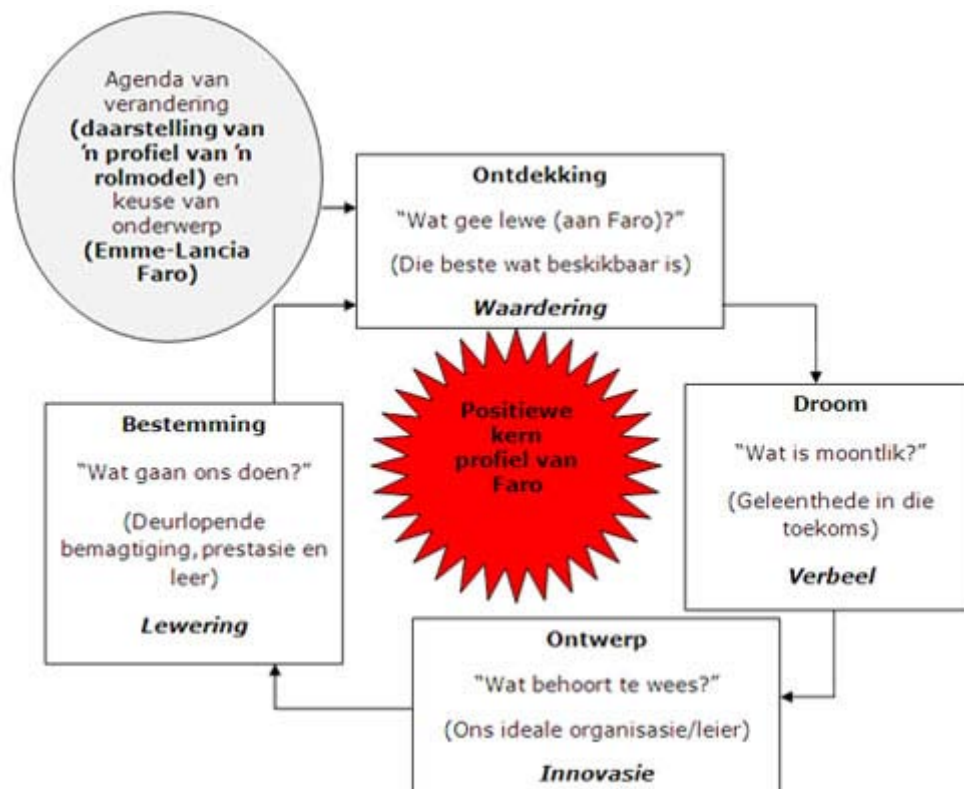 Agenda van
verandering
(daarstelling van
'n profiel van 'n
rolmodel) en
keuse van
onderwerp
(Emme-Lancia
Faro)
Ontdekking
"Wat gee lewe (aan Faro)?"
(Die beste wat beskikbaar is)
Waardering
Droom
"Wat is moontlik?"
(Geleenthede in die
toekoms)
Verbeel
Ontwerp
"Wat behoort te wees?"
(Ons ideale organisasie/leier)
Innovasie
Bestemming
"Wat gaan ons doen?"
(Deurlopende
bemagtiging, prestasie en
leer)
Lewering
Positiewe
kern
profiel van
Faro